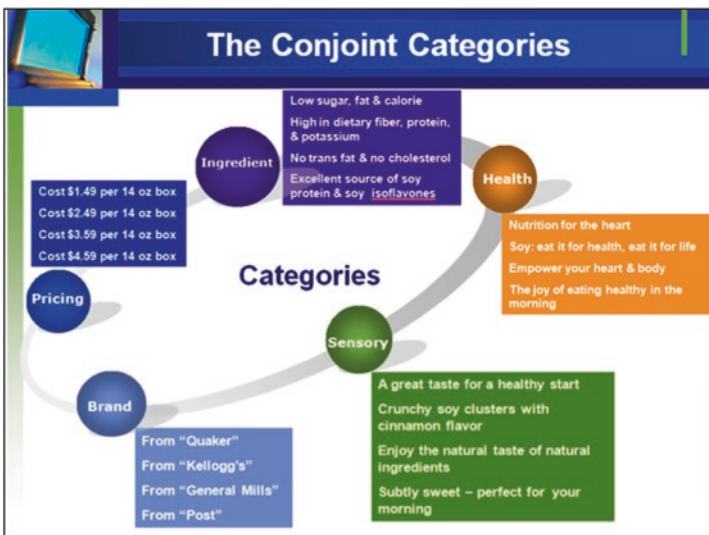 The Conjoint Categories
Ingredient
Low sugar, fat & calorie
High in dietary fiber, protein,
& potassium
No trans fat & no cholesterol
Excellent source of soy
protein & soy isoflavones
Health
Nutrition for the heart
Soy: eat it for health, eat it for life
Empower your heart & body
The joy of eating healthy in the
morning
Cost $1.49 per 14 oz box
Cost $2.49 per 14 oz box
Cost $3.59 per 14 oz box
Cost $4.59 per 14 oz box
Pricing
Categories
Sensory
A great taste for a healthy start
Crunchy soy clusters with
cinnamon flavor
Enjoy the natural taste of natural
ingredients
Subtly sweet – perfect for your
morning
Brand
From "Quaker"
From "Kellogg's"
From "General Mills"
From "Post"